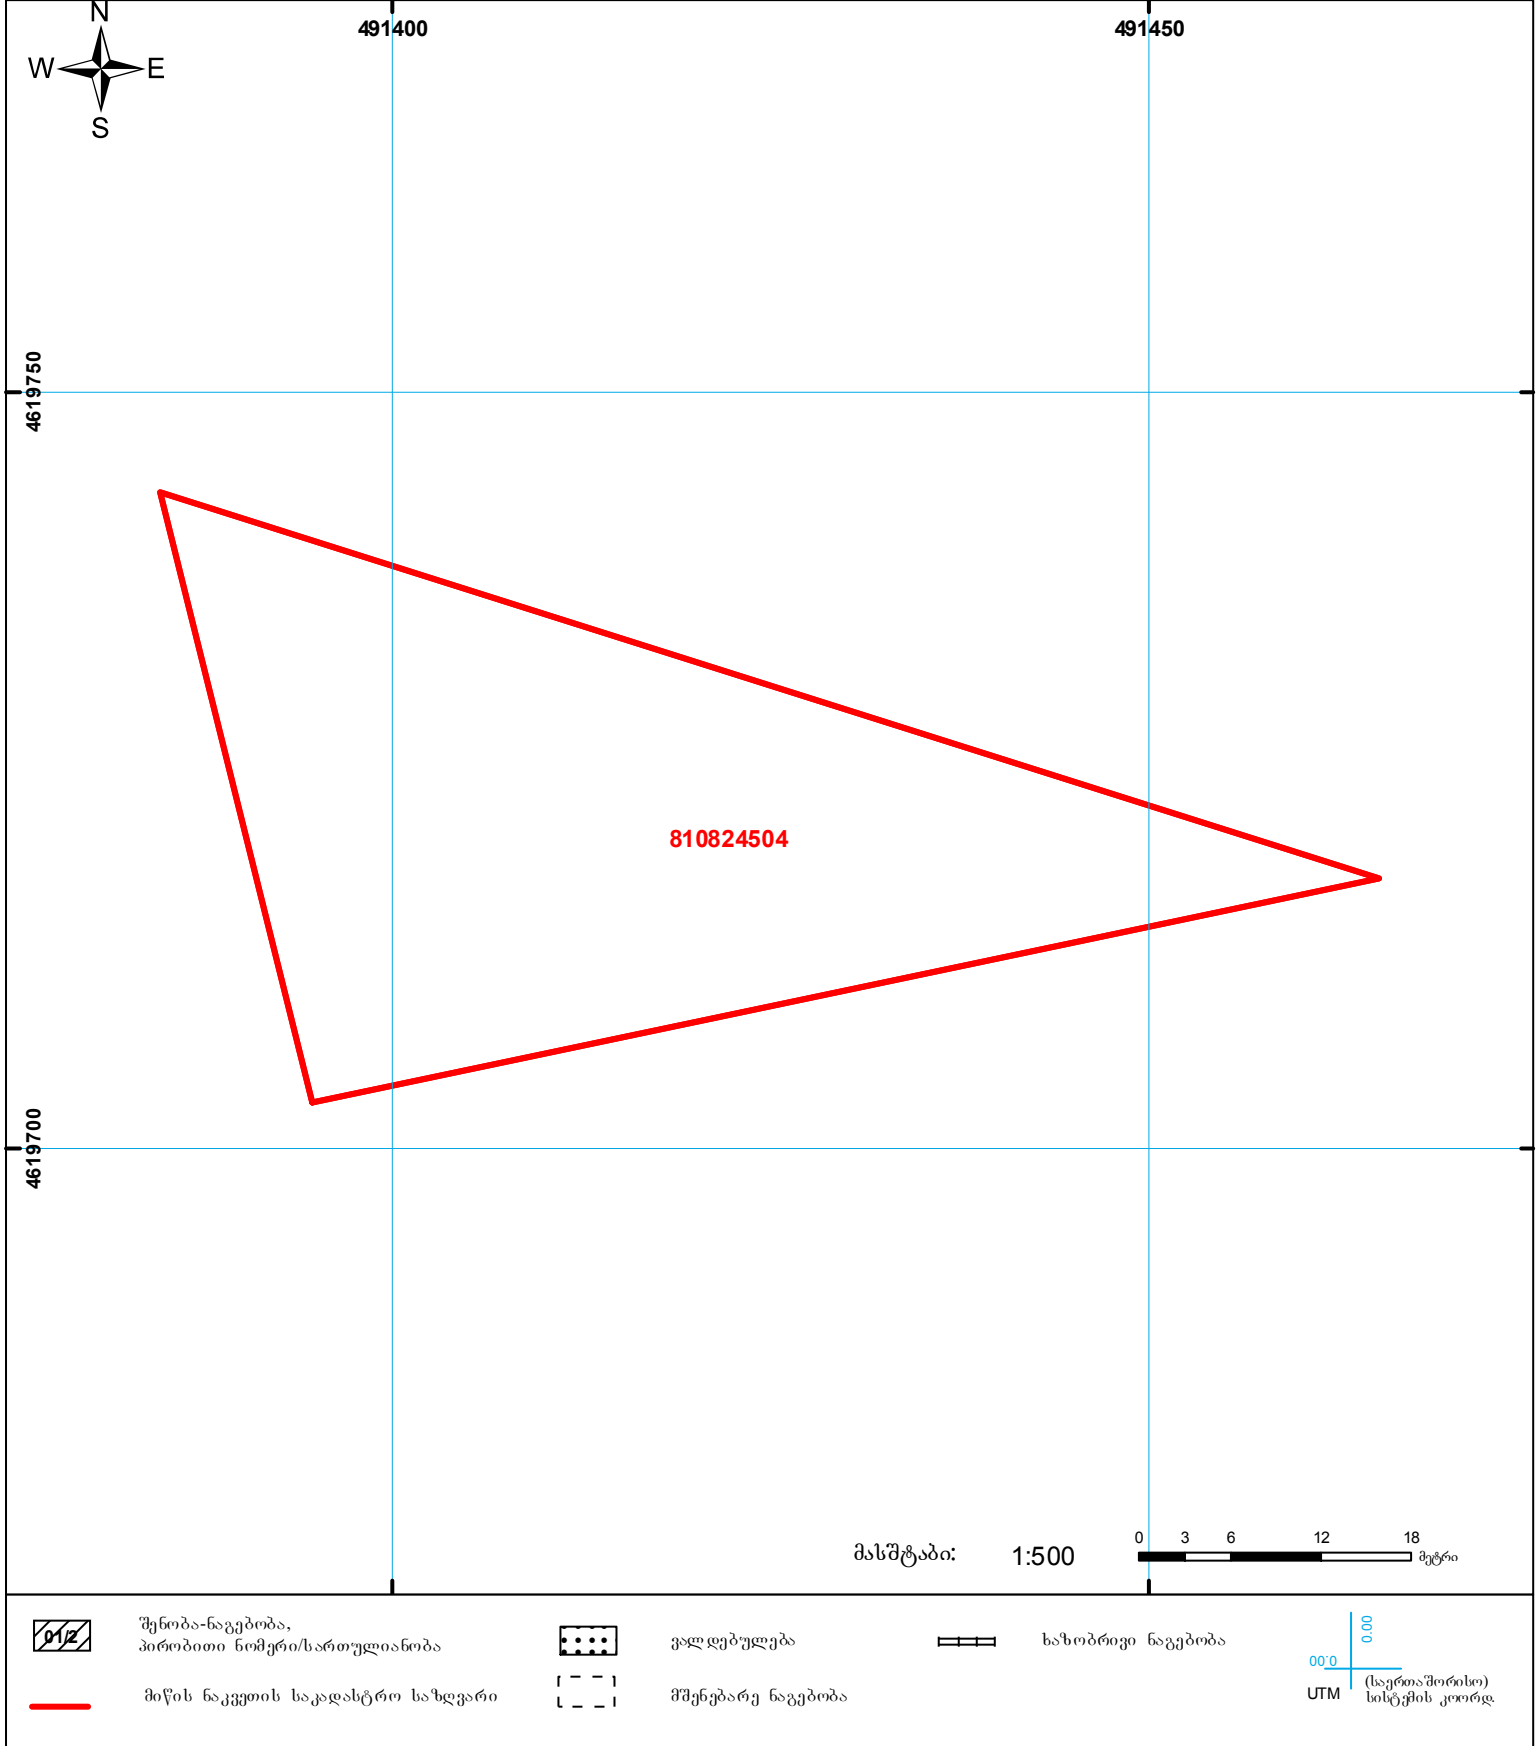 N
W E
S
491400
491450
4619750
810824504
4619700
მასშტაბი: 1:500
0 3 6 12 18
მეტრი
01/2
შენობა-ნაგებობა,
პირობითი ნომერი/სართულიანობა
ვალდებულება
ხაზობრივი ნაგებობა
მიწის ნაკვეთის საკადასტრო საზღვარი
მშენებარე ნაგებობა
0.00
0.00
UTM
(საერთაშორისო)
სისტემის კოორდ.